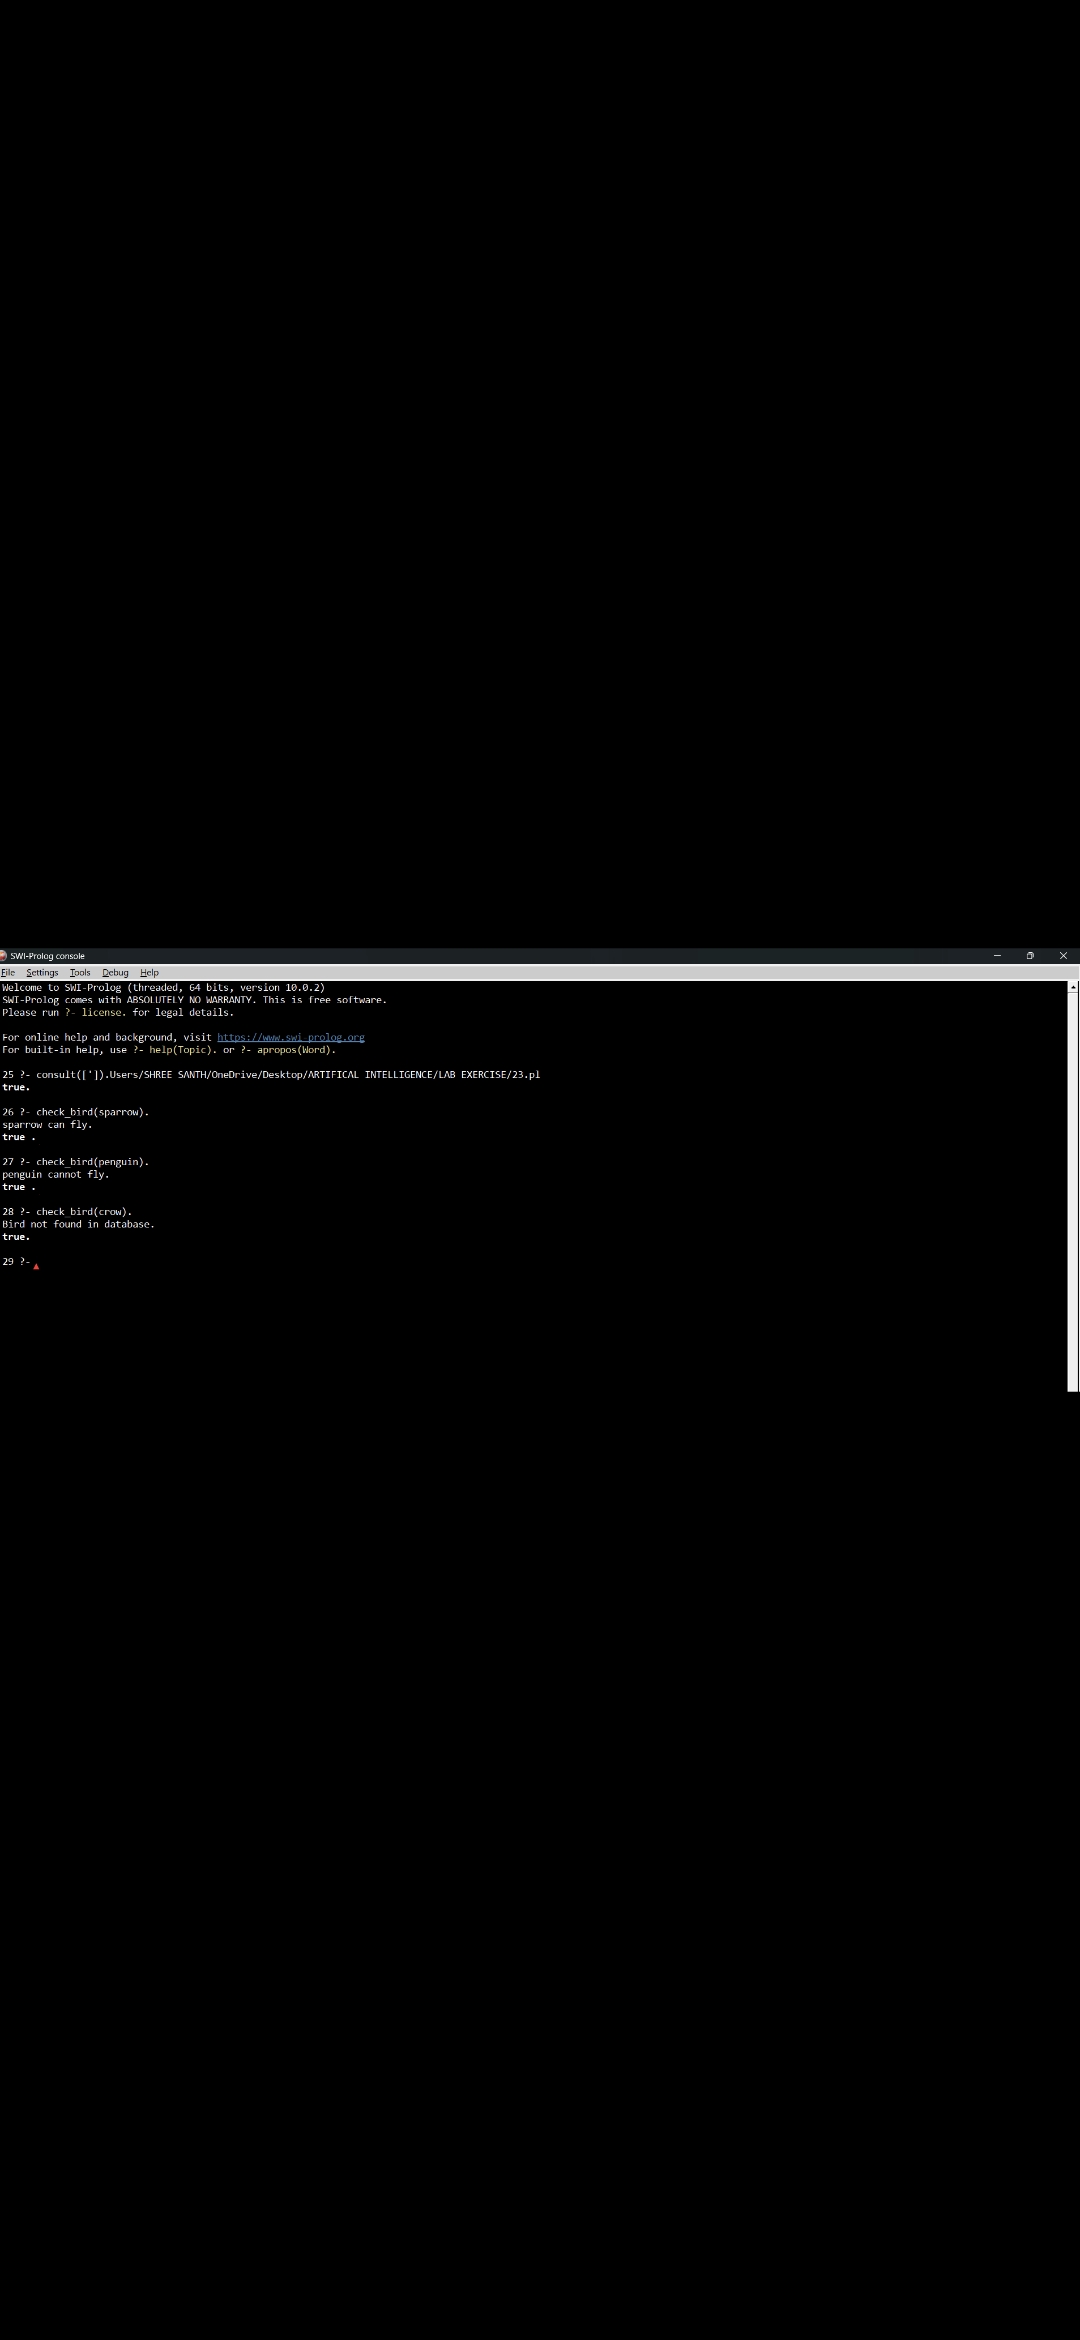 SWI-Prolog console
File Settings Tools Debug Help
Welcome to SWI-Prolog (threaded, 64 bits, version 10.0.2)
SWI-Prolog comes with ABSOLUTELY NO WARRANTY. This is free software.
Please run ?- license. for legal details.
For online help and background, visit https://www.swi-prolog.org
For built-in help, use ?- help(Topic). or ?- apropos(Word).
25 ?- consult([']).Users/SHREE SANTH/OneDrive/Desktop/ARTIFICAL INTELLIGENCE/LAB EXERCISE/23.pl
true.
26 ?- check_bird(sparrow).
sparrow can fly.
true .
27 ?- check_bird(penguin).
penguin cannot fly.
true .
28 ?- check_bird(crow).
Bird not found in database.
true.
29 ?-